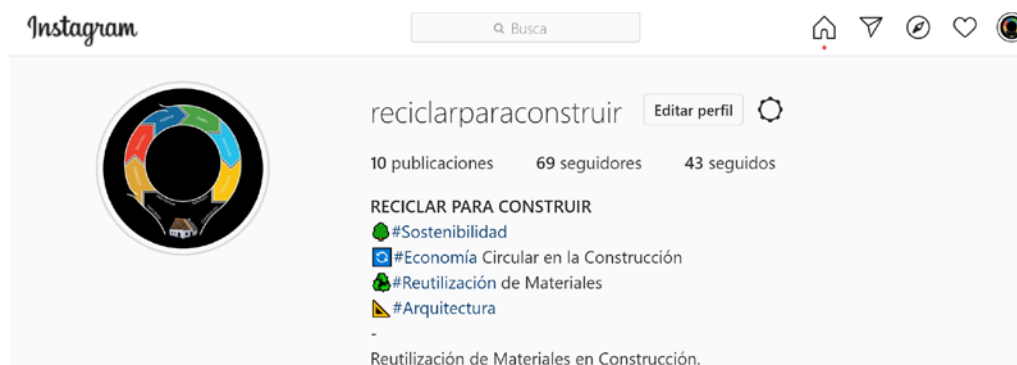 Instagram
Busca
reciclarparaconstruir Editar perfil
10 publicaciones 69 seguidores 43 seguidos
RECICLAR PARA CONSTRUIR
#Sostenibilidad
#Economía Circular en la Construcción
#Reutilización de Materiales
#Arquitectura
-
Reutilización de Materiales en Construcción.